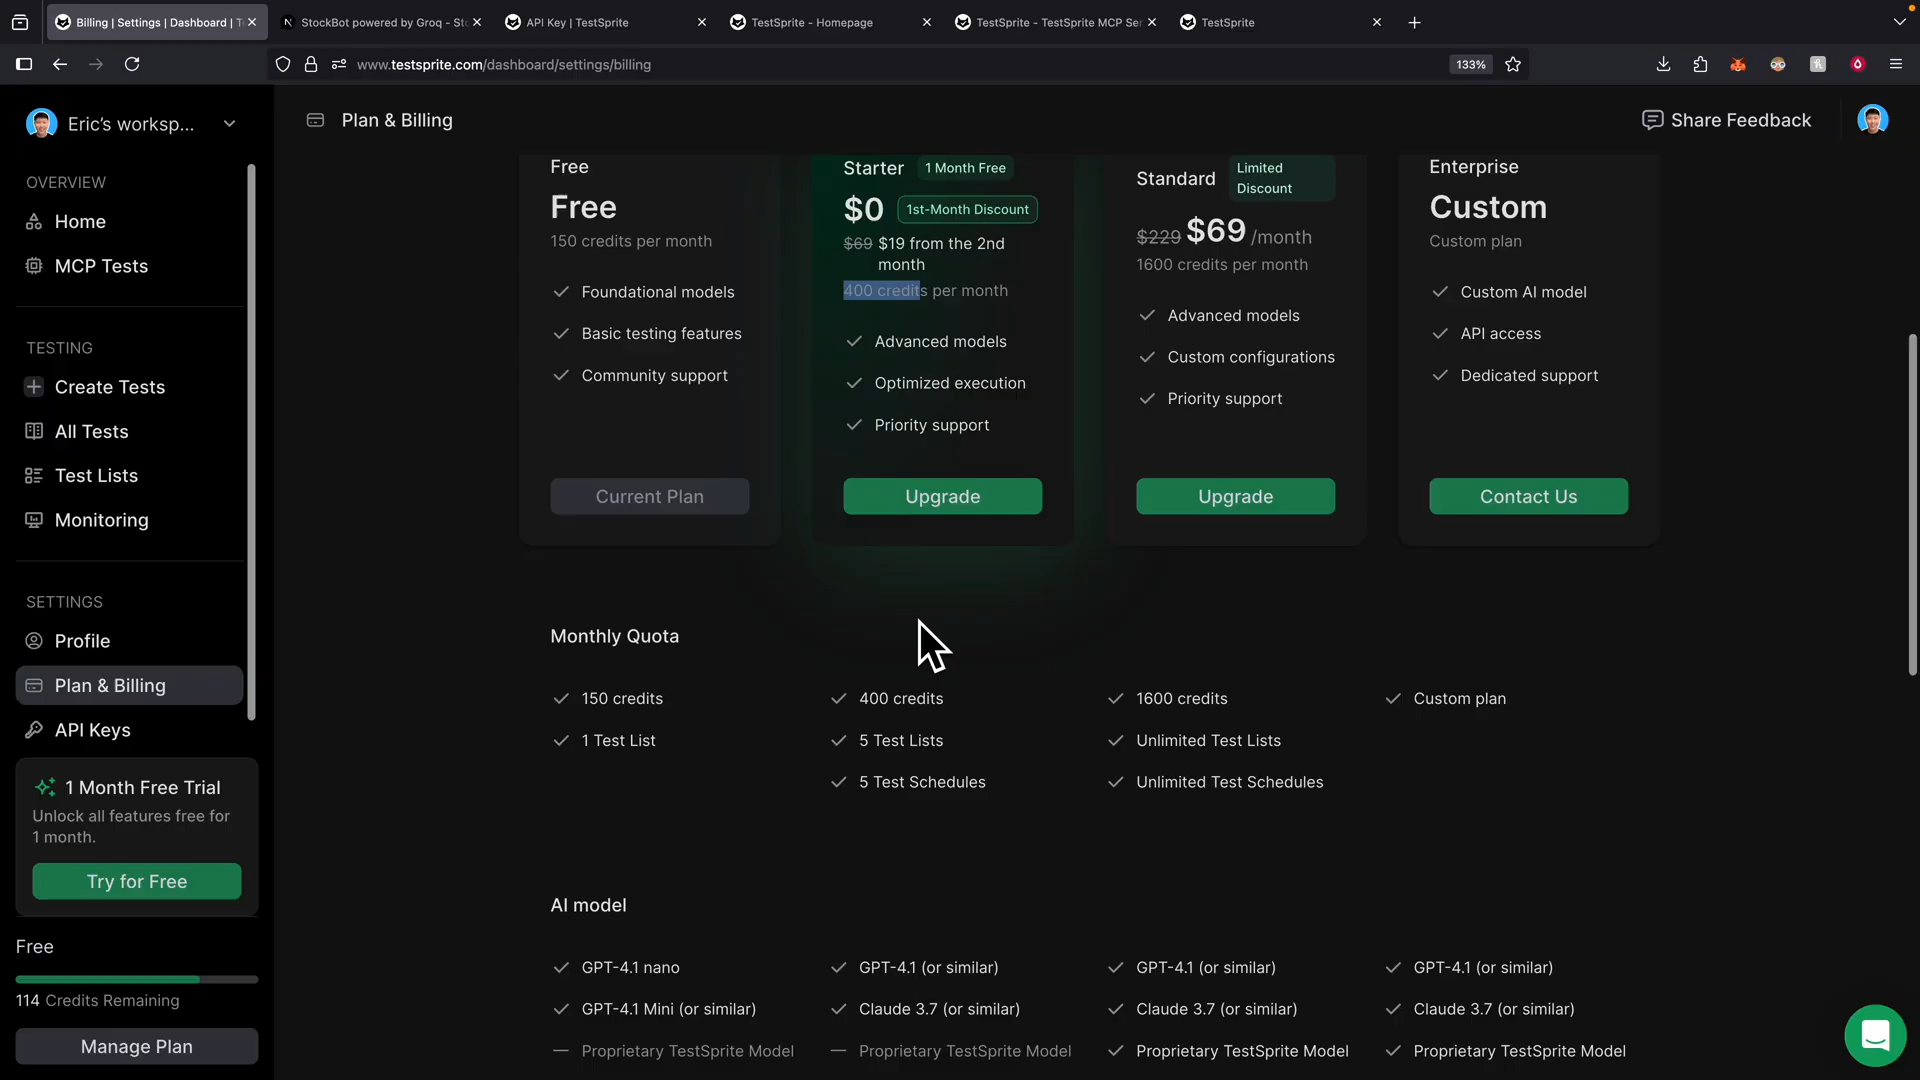 Billing | Settings | Dashboard | T
StockBot powered by Groq - Sto
API Key | TestSprite
TestSprite - Homepage
TestSprite - TestSprite MCP Ser
TestSprite
www.testsprite.com/dashboard/settings/billing
133%
Eric's worksp...
Plan & Billing
Share Feedback
OVERVIEW
Home
MCP Tests
TESTING
Create Tests
All Tests
Test Lists
Monitoring
SETTINGS
Profile
Plan & Billing
API Keys
1 Month Free Trial
Unlock all features free for
1 month.
Try for Free
Free
114 Credits Remaining
Manage Plan
Free
Free
150 credits per month
Foundational models
Basic testing features
Community support
Current Plan
Starter 1 Month Free
$0 1st-Month Discount
$69 $19 from the 2nd
month
400 credits per month
Advanced models
Optimized execution
Priority support
Upgrade
Standard Limited
Discount
$229 $69 /month
1600 credits per month
Advanced models
Custom configurations
Priority support
Upgrade
Enterprise
Custom
Custom plan
Custom AI model
API access
Dedicated support
Contact Us
Monthly Quota
150 credits
1 Test List
400 credits
5 Test Lists
5 Test Schedules
1600 credits
Unlimited Test Lists
Unlimited Test Schedules
Custom plan
AI model
GPT-4.1 nano
GPT-4.1 Mini (or similar)
Proprietary TestSprite Model
GPT-4.1 (or similar)
Claude 3.7 (or similar)
Proprietary TestSprite Model
GPT-4.1 (or similar)
Claude 3.7 (or similar)
Proprietary TestSprite Model
GPT-4.1 (or similar)
Claude 3.7 (or similar)
Proprietary TestSprite Model